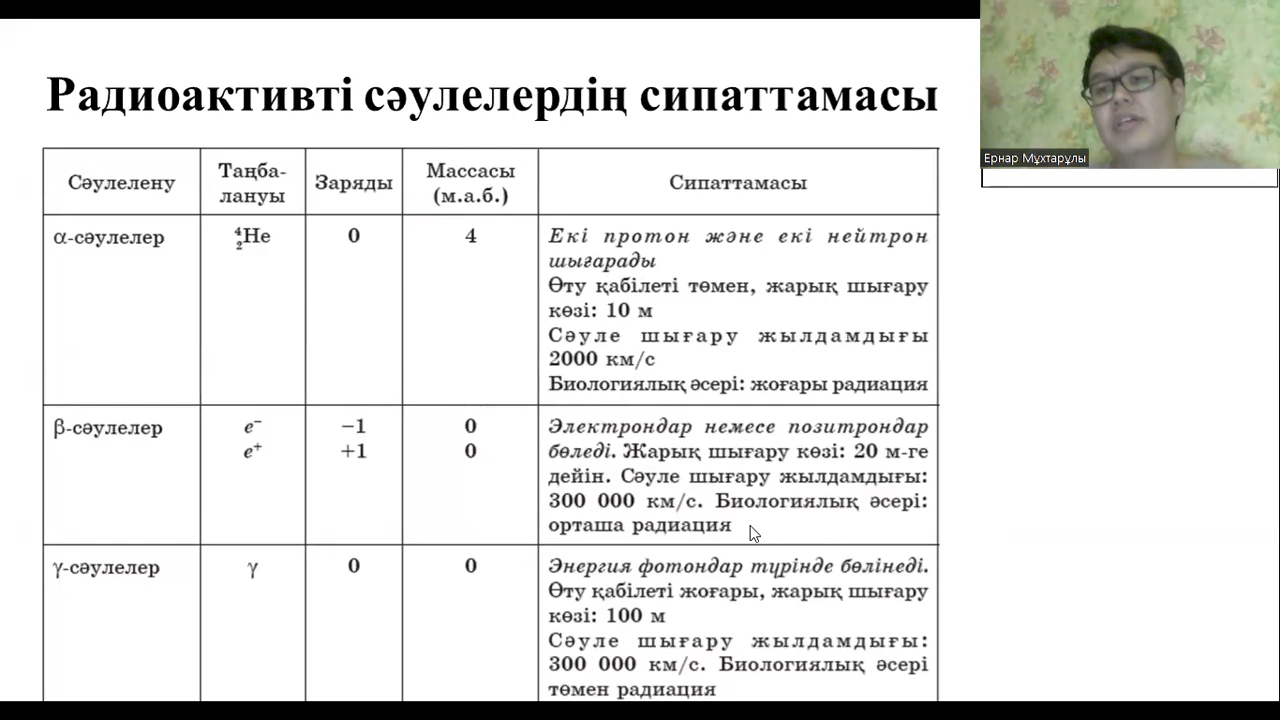 Радиоактивті сәулелердің сипаттамасы
Ернар Мұхтарұлы
Сәулелену
Таңба-
лануы
Заряды
Массасы
(м.а.б.)
Сипаттамасы
α-сәулелер
⁴₂He
0
4
Екі протон және екі нейтрон
шығарады
Өту қабілеті төмен, жарық шығару
көзі: 10 м
Сәуле шығару жылдамдығы
2000 км/с
Биологиялық әсері: жоғары радиация
β-сәулелер
e⁻
e⁺
−1
+1
0
0
Электрондар немесе позитрондар
бөледі. Жарық шығару көзі: 20 м-ге
дейін. Сәуле шығару жылдамдығы:
300 000 км/с. Биологиялық әсері:
орташа радиация
γ-сәулелер
γ
0
0
Энергия фотондар түрінде бөлінеді.
Өту қабілеті жоғары, жарық шығару
көзі: 100 м
Сәуле шығару жылдамдығы:
300 000 км/с. Биологиялық әсері
төмен радиация